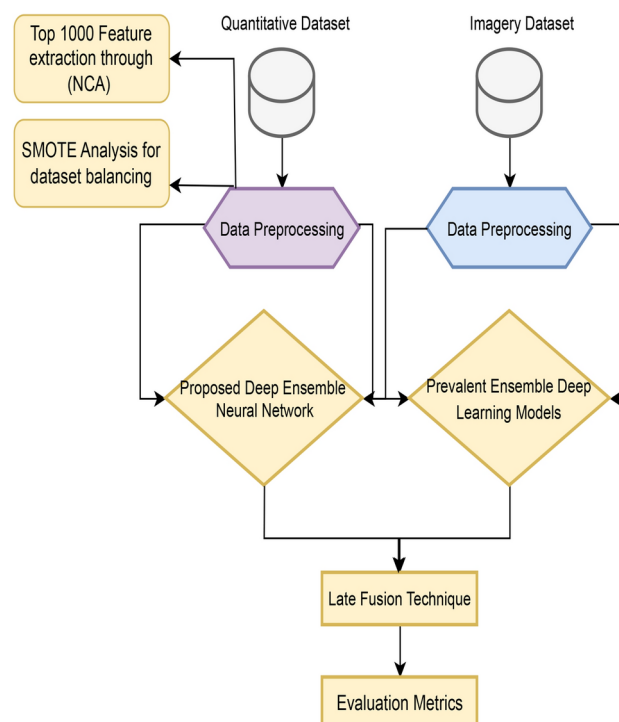 Quantitative Dataset
Imagery Dataset
Top 1000 Feature
extraction through
(NCA)
SMOTE Analysis for
dataset balancing
Data Preprocessing
Data Preprocessing
Proposed Deep Ensemble
Neural Network
Prevalent Ensemble Deep
Learning Models
Late Fusion Technique
Evaluation Metrics